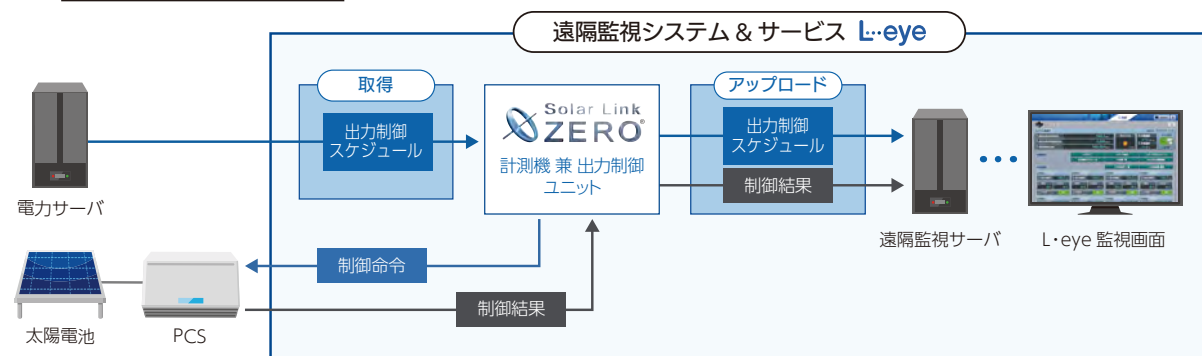 遠隔監視システム & サービス L・eye
取得
アップロード
出力制御
スケジュール
Solar Link
ZERO®
計測機 兼 出力制御
ユニット
出力制御
スケジュール
制御結果
電力サーバ
遠隔監視サーバ
L・eye 監視画面
制御命令
制御結果
太陽電池
PCS